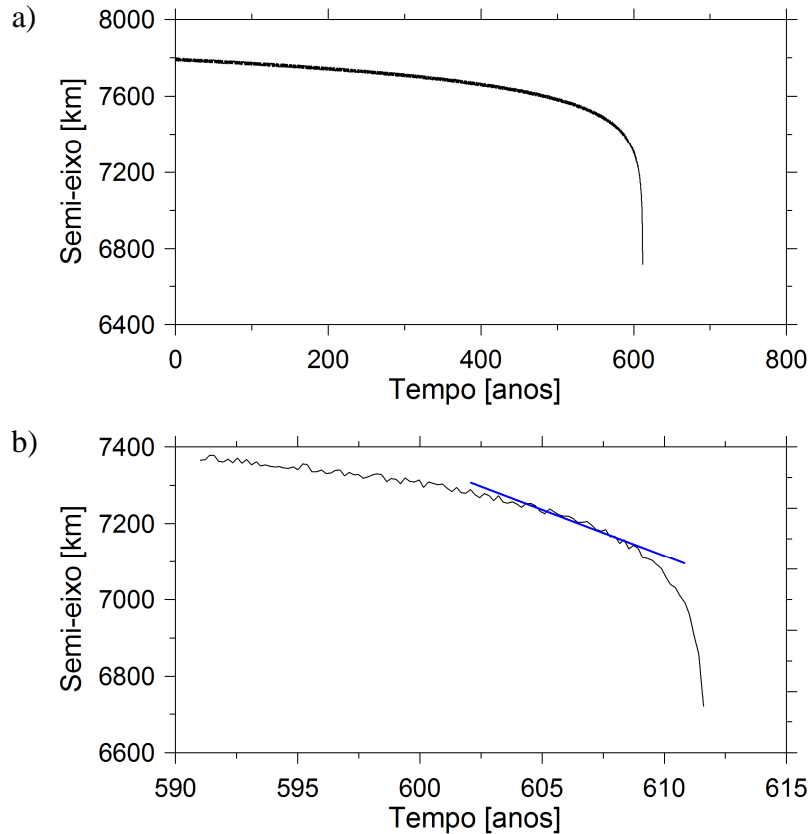 a)
8000
7600
7200
6800
6400
Semi-eixo [km]
0 200 400 600 800
Tempo [anos]
b)
7400
7200
7000
6800
6600
Semi-eixo [km]
590 595 600 605 610 615
Tempo [anos]